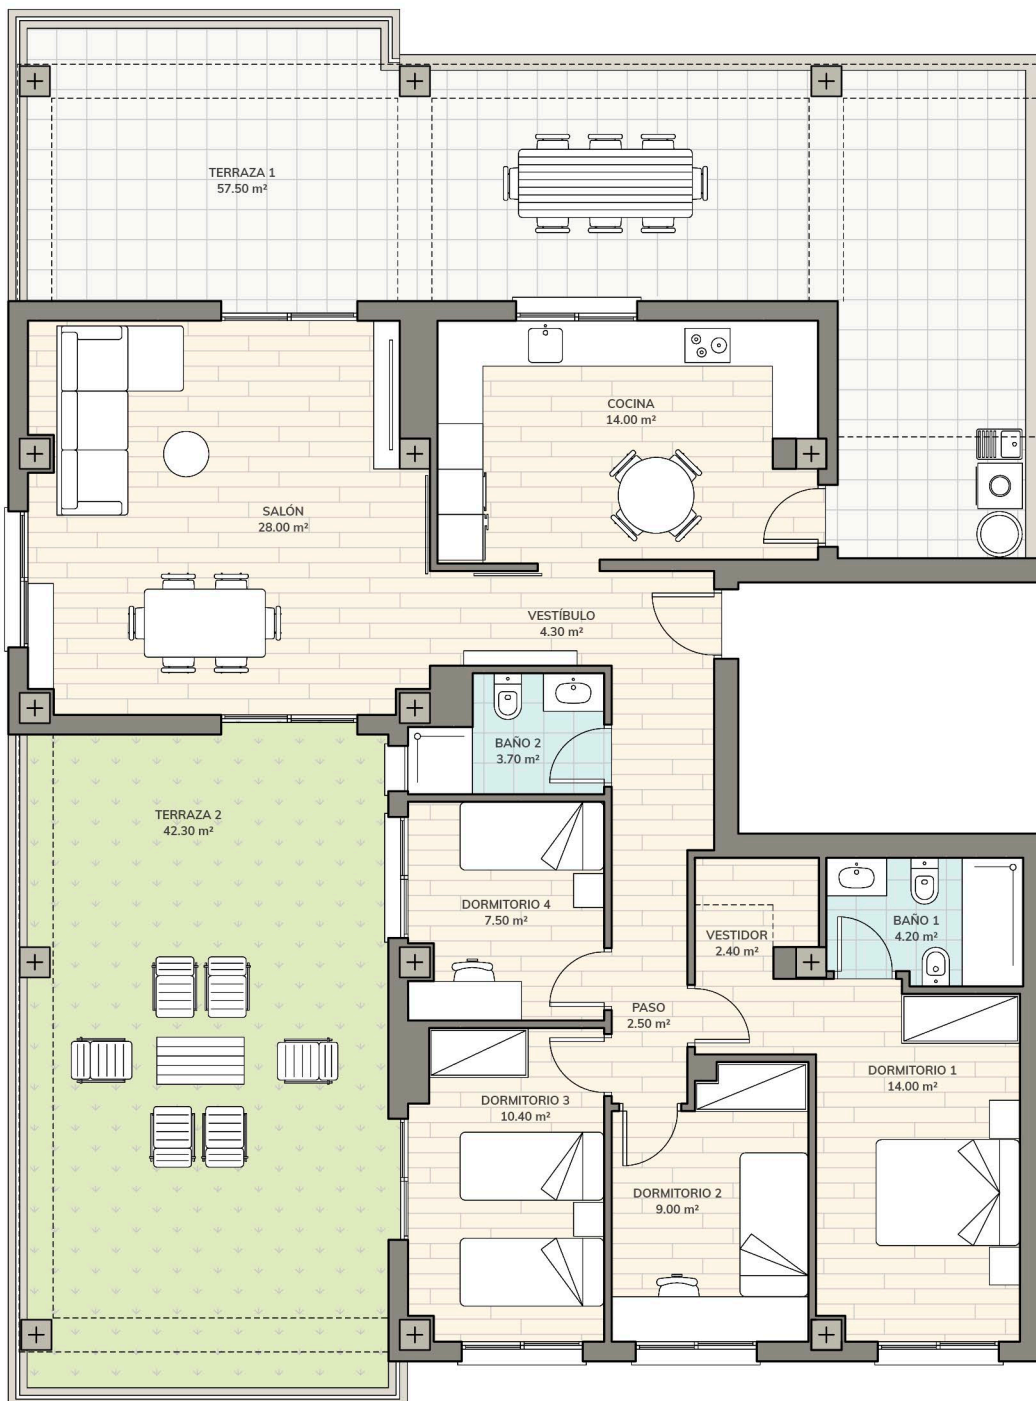 TERRAZA 1
57.50 m²
COCINA
14.00 m²
SALÓN
28.00 m²
VESTÍBULO
4.30 m²
BAÑO 2
3.70 m²
TERRAZA 2
42.30 m²
DORMITORIO 4
7.50 m²
VESTIDOR
2.40 m²
BAÑO 1
4.20 m²
PASO
2.50 m²
DORMITORIO 1
14.00 m²
DORMITORIO 3
10.40 m²
DORMITORIO 2
9.00 m²